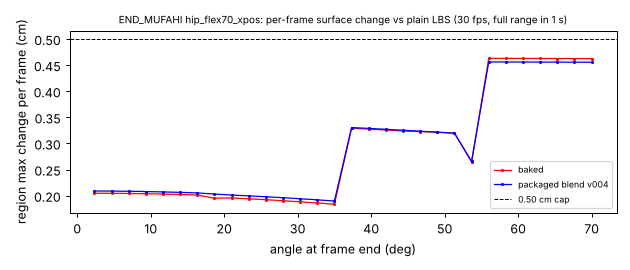 END_MUFAHI hip_flex70_xpos: per-frame surface change vs plain LBS (30 fps, full range in 1 s)
region max change per frame (cm)
0.50
0.45
0.40
0.35
0.30
0.25
0.20
baked
packaged blend v004
0.50 cm cap
0 10 20 30 40 50 60 70
angle at frame end (deg)